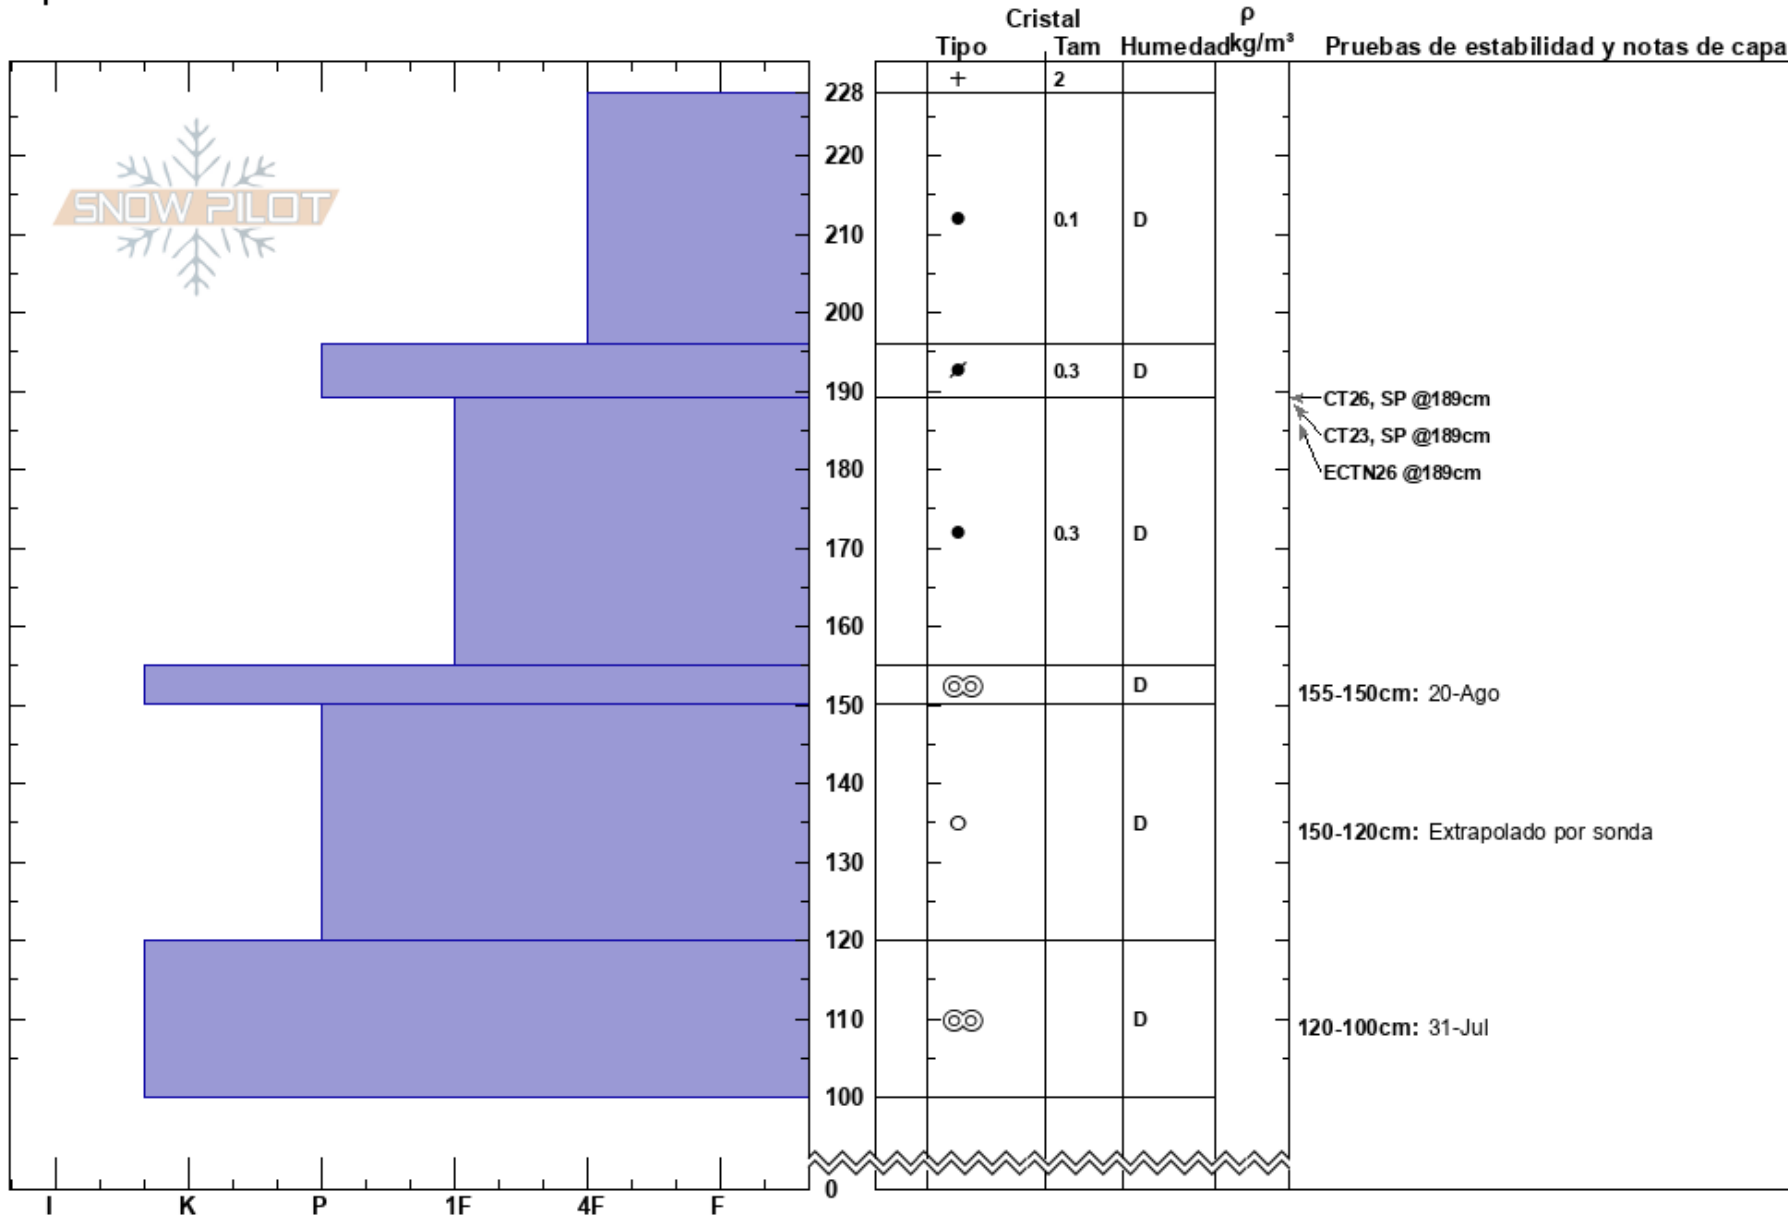 Cristal
ρ
Tipo Tam Humedad kg/m³ Pruebas de estabilidad y notas de capa
+ 2
228
SNOW PILOT
220
0.1 D
210
200
0.3 D
190
CT26, SP @189cm
CT23, SP @189cm
ECTN26 @189cm
180
0.3 D
170
160
D
155-150cm: 20-Ago
150
140
D
150-120cm: Extrapolado por sonda
130
120
110
D
120-100cm: 31-Jul
100
0
I K P 1F 4F F